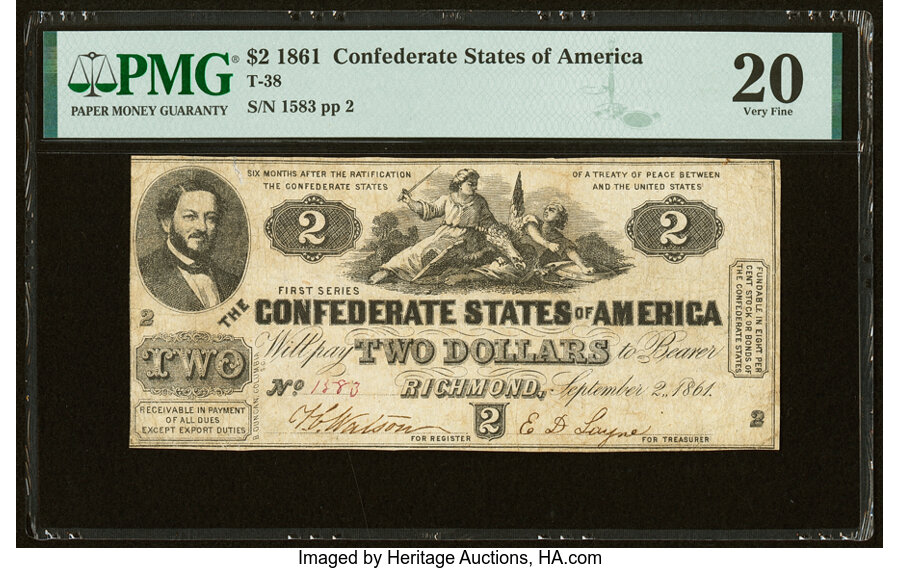 PMG®
PAPER MONEY GUARANTY
$2 1861 Confederate States of America
T-38
S/N 1583 pp 2
20
Very Fine
SIX MONTHS AFTER THE RATIFICATION OF A TREATY OF PEACE BETWEEN
THE CONFEDERATE STATES AND THE UNITED STATES
2
2
FIRST SERIES
THE CONFEDERATE STATES OF AMERICA
2
Will pay TWO DOLLARS to Bearer
TWO
No 1583
RICHMOND, September 2, 1861.
RECEIVABLE IN PAYMENT
OF ALL DUES
EXCEPT EXPORT DUTIES
FOR REGISTER
2
E D Layne
FOR TREASURER
2
FUNDABLE IN EIGHT PER
CENT STOCK OR BONDS OF
THE CONFEDERATE STATES
Imaged by Heritage Auctions, HA.com